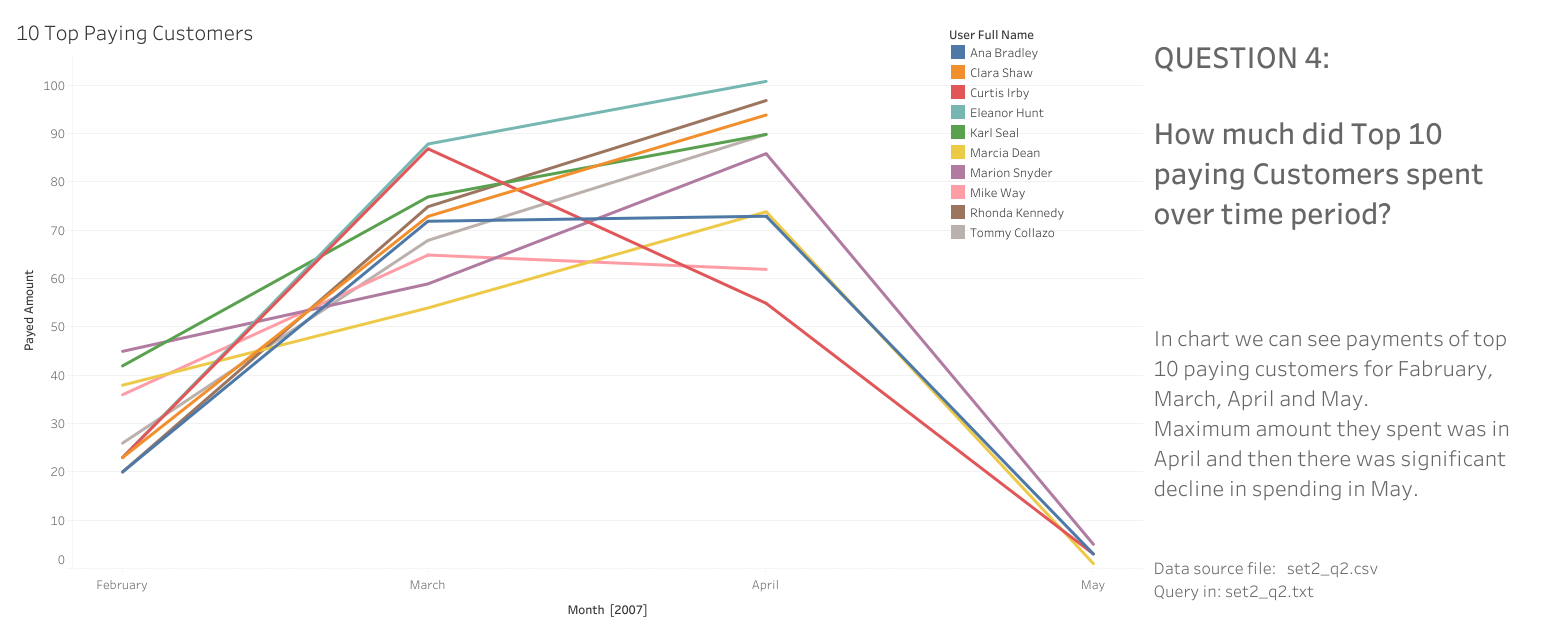 10 Top Paying Customers
User Full Name
Ana Bradley
Clara Shaw
Curtis Irby
Eleanor Hunt
Karl Seal
Marcia Dean
Marion Snyder
Mike Way
Rhonda Kennedy
Tommy Collazo
100
90
80
70
60
50
40
30
20
10
0
Payed Amount
February
March
April
May
Month [2007]
QUESTION 4:
How much did Top 10
paying Customers spent
over time period?
In chart we can see payments of top
10 paying customers for Fabruary,
March, April and May.
Maximum amount they spent was in
April and then there was significant
decline in spending in May.
Data source file: set2_q2.csv
Query in: set2_q2.txt